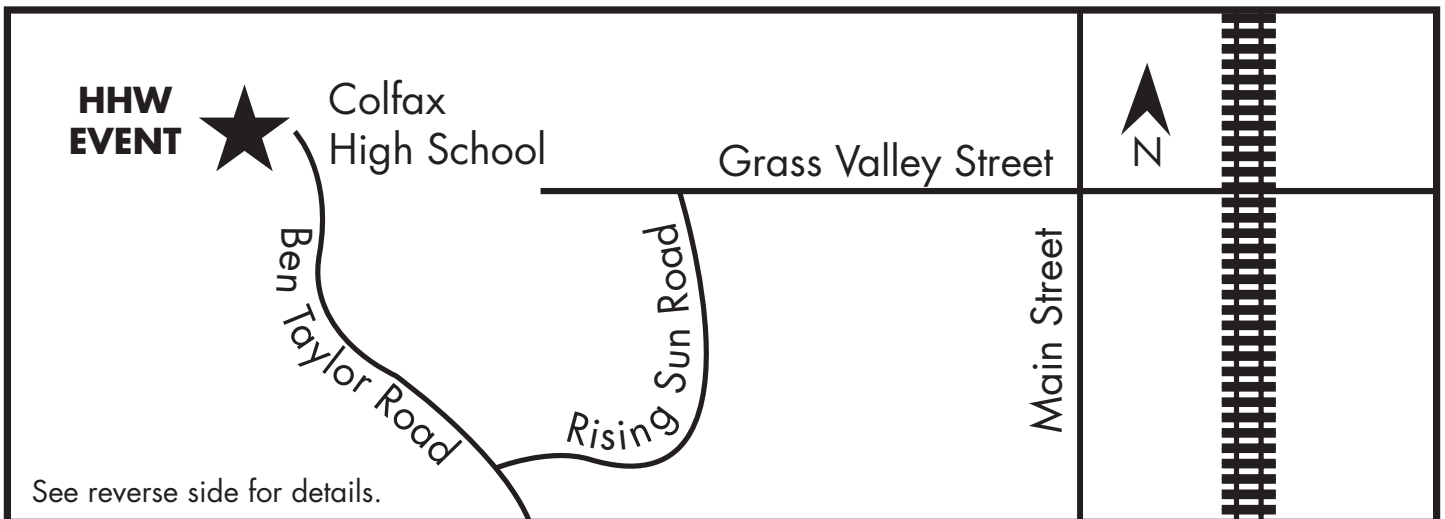 HHW
EVENT
Colfax
High School
Grass Valley Street
N
Ben Taylor Road
Rising Sun Road
Main Street
See reverse side for details.